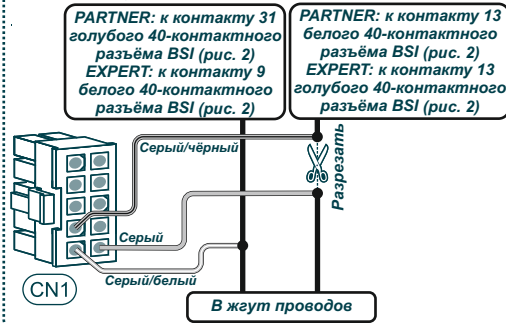 PARTNER: к контакту 31
голубого 40-контактного
разъёма BSI (рис. 2)
EXPERT: к контакту 9
белого 40-контактного
разъёма BSI (рис. 2)
PARTNER: к контакту 13
белого 40-контактного
разъёма BSI (рис. 2)
EXPERT: к контакту 13
голубого 40-контактного
разъёма BSI (рис. 2)
Серый/чёрный
Разрезать
Серый
Серый/белый
CN1
В жгут проводов